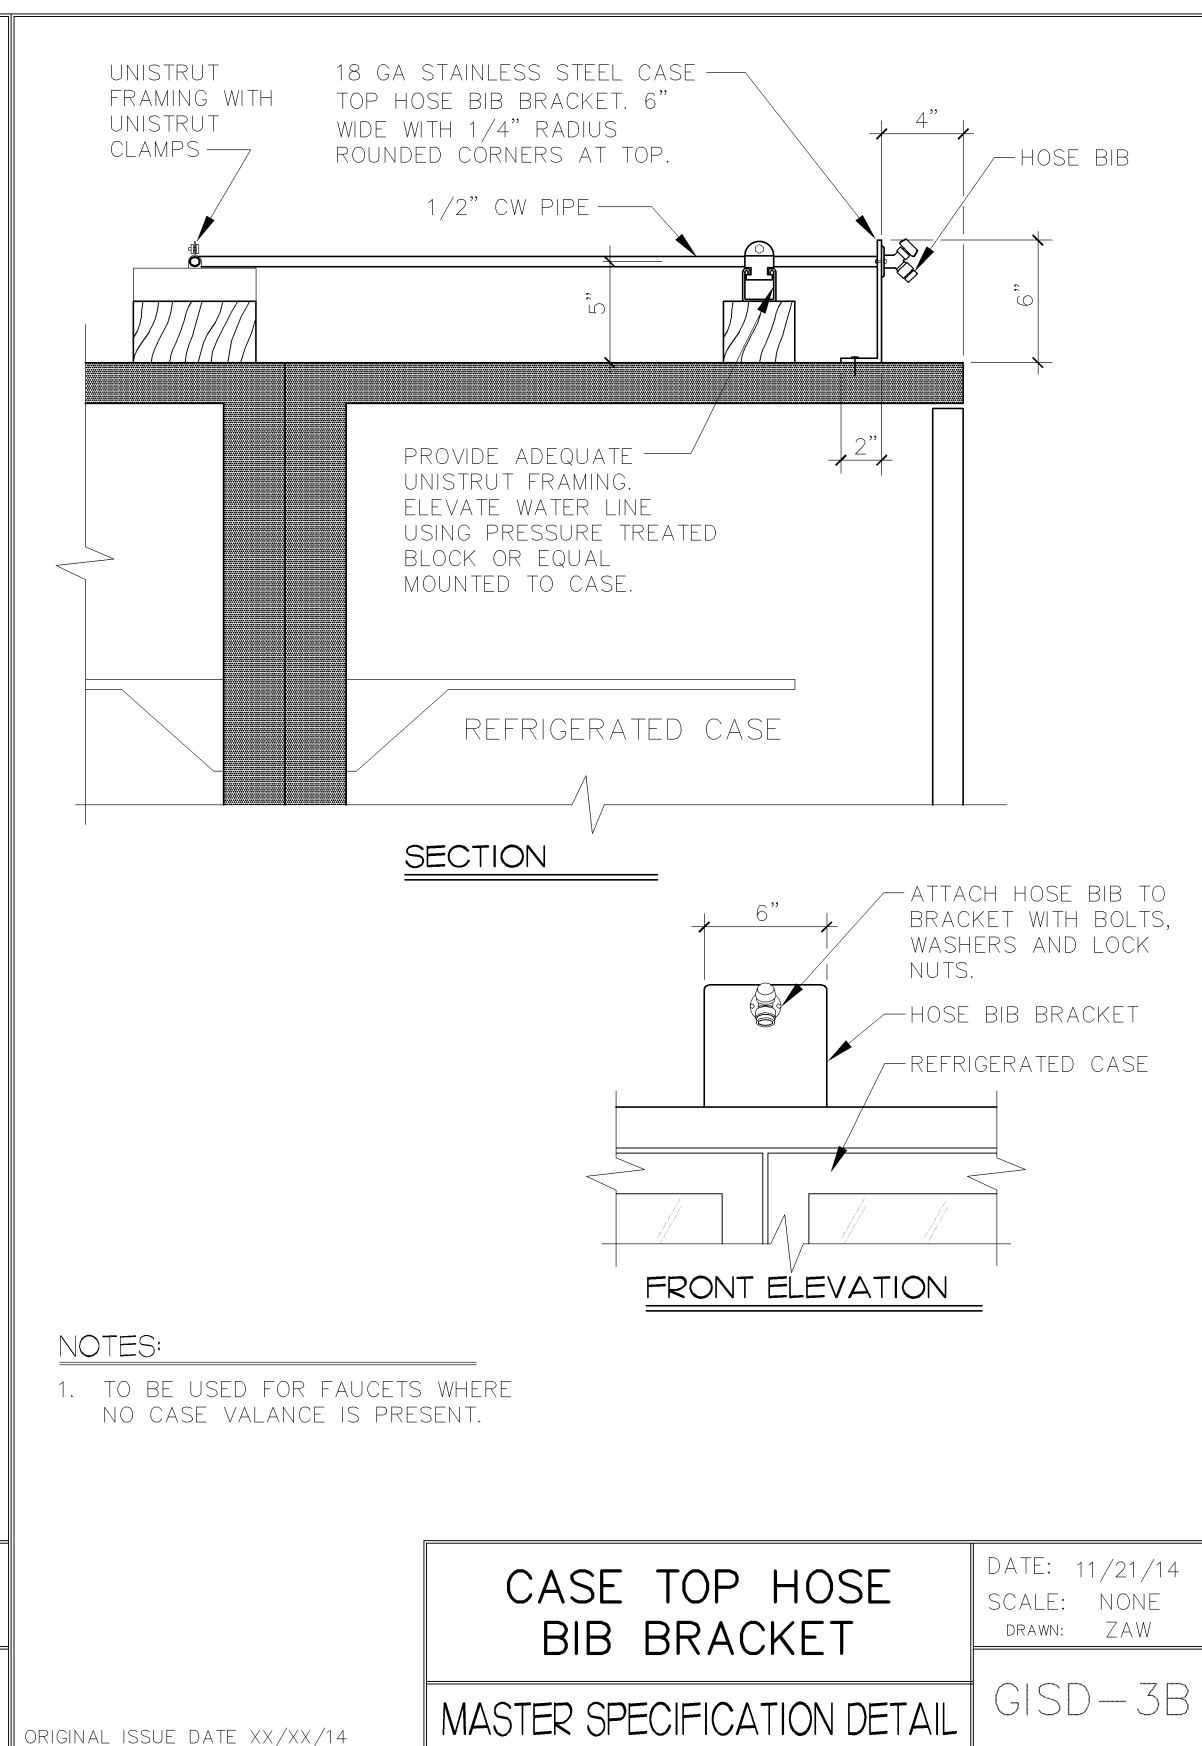 UNISTRUT
FRAMING WITH
UNISTRUT
CLAMPS
18 GA STAINLESS STEEL CASE
TOP HOSE BIB BRACKET. 6”
WIDE WITH 1/4” RADIUS
ROUNDED CORNERS AT TOP.
4”
HOSE BIB
1/2” CW PIPE
5”
6”
2”
PROVIDE ADEQUATE
UNISTRUT FRAMING.
ELEVATE WATER LINE
USING PRESSURE TREATED
BLOCK OR EQUAL
MOUNTED TO CASE.
REFRIGERATED CASE
SECTION
6”
ATTACH HOSE BIB TO
BRACKET WITH BOLTS,
WASHERS AND LOCK
NUTS.
HOSE BIB BRACKET
REFRIGERATED CASE
FRONT ELEVATION
NOTES:
1. TO BE USED FOR FAUCETS WHERE
NO CASE VALANCE IS PRESENT.
CASE TOP HOSE
BIB BRACKET
DATE: 11/21/14
SCALE: NONE
DRAWN: ZAW
MASTER SPECIFICATION DETAIL
GISD-3B
ORIGINAL ISSUE DATE XX/XX/14